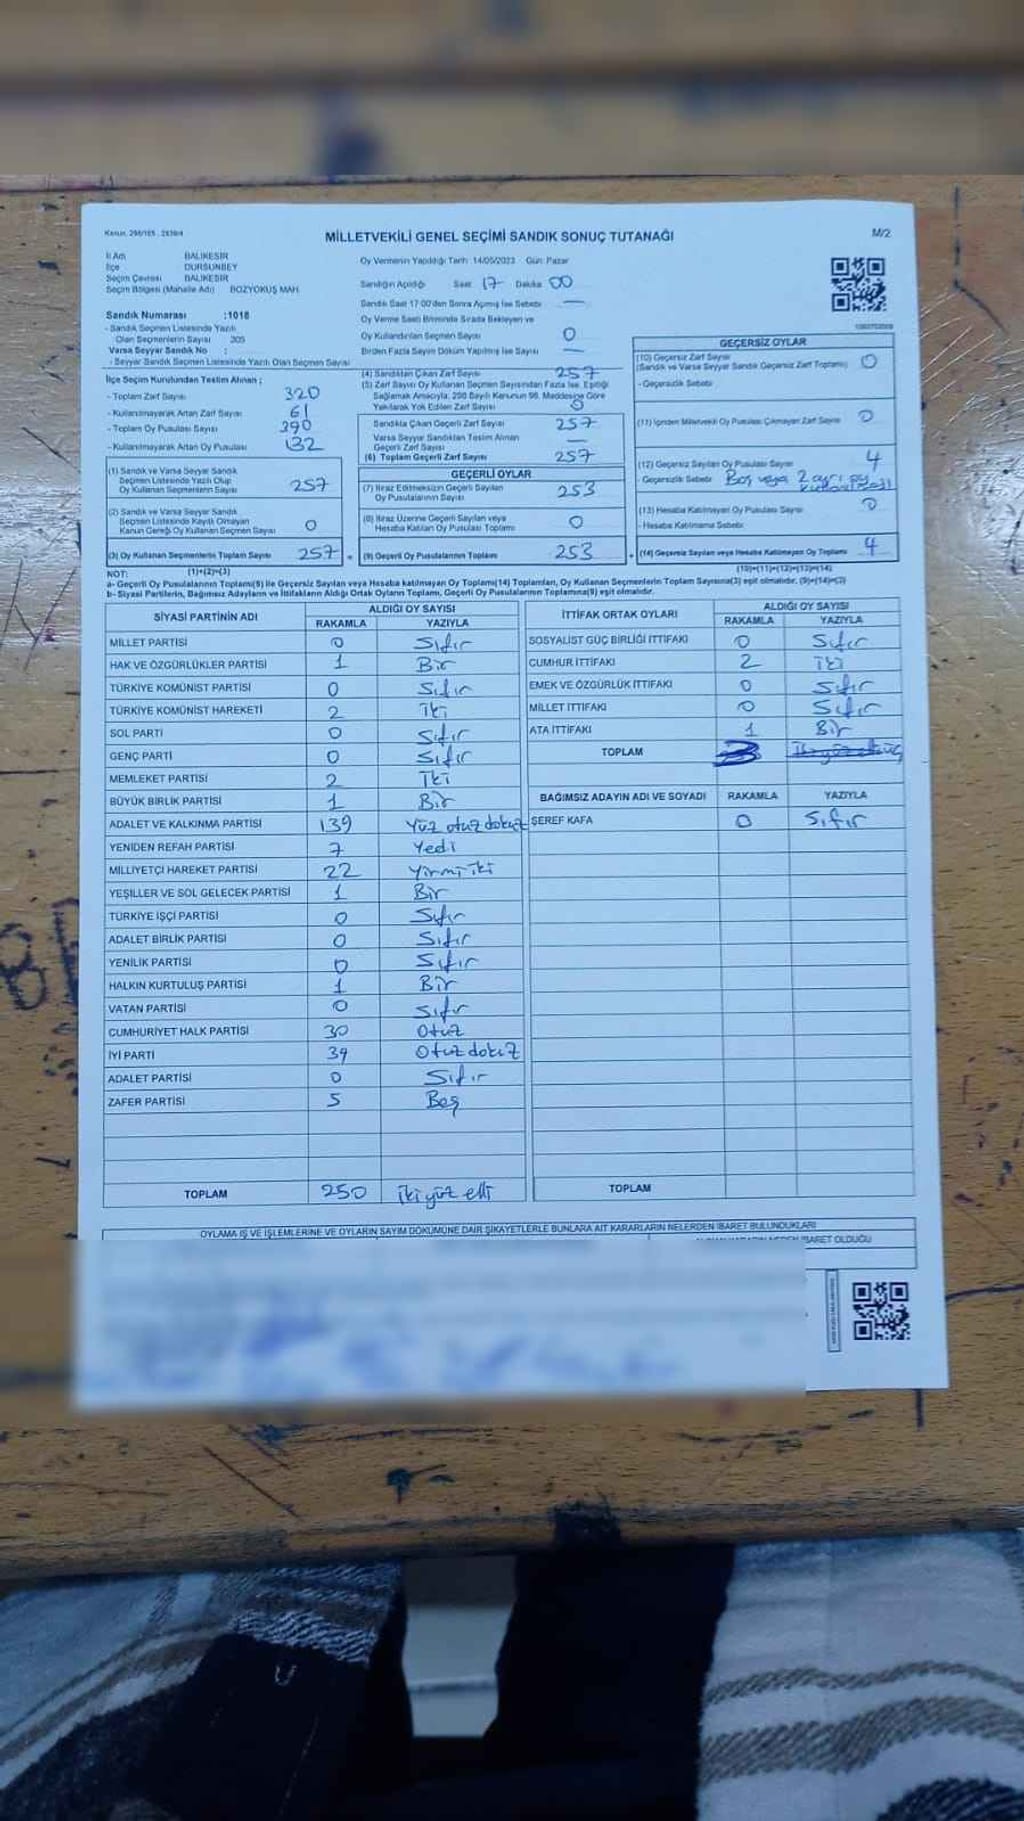 Kanun: 298/105 - 2839/4
MİLLETVEKİLİ GENEL SEÇİMİ SANDIK SONUÇ TUTANAĞI
M/2
İl Adı BALIKESİR
İlçe DURSUNBEY
Seçim Çevresi BALIKESİR
Seçim Bölgesi (Mahalle Adı) BOZYOKUŞ MAH.
Oy Vermenin Yapıldığı Tarih: 14/05/2023 Gün: Pazar
Sandığın Açıldığı Saat 17 Dakika 00
Sandık Saat 17:00'den Sonra Açılmış İse Sebebi —
Oy Verme Saati Bitiminde Sırada Bekleyen ve
Oy Kullandırılan Seçmen Sayısı 0
Birden Fazla Sayım Döküm Yapılmış İse Sayısı —
Sandık Numarası :1018
- Sandık Seçmen Listesinde Yazılı
Olan Seçmenlerin Sayısı 305
Varsa Seyyar Sandık No :
- Seyyar Sandık Seçmen Listesinde Yazılı Olan Seçmen Sayısı
İlçe Seçim Kurulundan Teslim Alınan ;
- Toplam Zarf Sayısı 320
- Kullanılmayarak Artan Zarf Sayısı 61
- Toplam Oy Pusulası Sayısı 390
- Kullanılmayarak Artan Oy Pusulası 132
(1) Sandık ve Varsa Seyyar Sandık
Seçmen Listesinde Yazılı Olup
Oy Kullanan Seçmenlerin Sayısı 257
(2) Sandık ve Varsa Seyyar Sandık
Seçmen Listesinde Kayıtlı Olmayan
Kanun Gereği Oy Kullanan Seçmen Sayısı 0
(3) Oy Kullanan Seçmenlerin Toplam Sayısı 257 =
(1)+(2)=(3)
(4) Sandıktan Çıkan Zarf Sayısı 257
(5) Zarf Sayısı Oy Kullanan Seçmen Sayısından Fazla İse, Eşitliği
Sağlamak Amacıyla, 298 Sayılı Kanunun 98. Maddesine Göre
Yakılarak Yok Edilen Zarf Sayısı 0
Sandıkta Çıkan Geçerli Zarf Sayısı 257
Varsa Seyyar Sandıktan Teslim Alınan
Geçerli Zarf Sayısı —
(6) Toplam Geçerli Zarf Sayısı 257
GEÇERLİ OYLAR
(7) İtiraz Edilmeksizin Geçerli Sayılan
Oy Pusulalarının Sayısı 253
(8) İtiraz Üzerine Geçerli Sayılan veya
Hesaba Katılan Oy Pusulası Toplamı 0
(9) Geçerli Oy Pusulalarının Toplamı 253 +
GEÇERSİZ OYLAR
(10) Geçersiz Zarf Sayısı
(Sandık ve Varsa Seyyar Sandık Geçersiz Zarf Toplamı) 0
- Geçersizlik Sebebi
(11) İçinden Milletvekili Oy Pusulası Çıkmayan Zarf Sayısı 0
(12) Geçersiz Sayılan Oy Pusulası Sayısı 4
- Geçersizlik Sebebi Boş veya 2 ayrı oy
kullanılması
(13) Hesaba Katılmayan Oy Pusulası Sayısı 0
- Hesaba Katılmama Sebebi
(14) Geçersiz Sayılan veya Hesaba Katılmayan Oy Toplamı 4
(10)+(11)+(12)+(13)=(14)
NOT:
a- Geçerli Oy Pusulalarının Toplamı(9) ile Geçersiz Sayılan veya Hesaba katılmayan Oy Toplamı(14) Toplamları, Oy Kullanan Seçmenlerin Toplam Sayısına(3) eşit olmalıdır. (9)+(14)=(3)
b- Siyasi Partilerin, Bağımsız Adayların ve İttifakların Aldığı Ortak Oyların Toplamı, Geçerli Oy Pusulalarının Toplamına(9) eşit olmalıdır.
SİYASİ PARTİNİN ADI ALDIĞI OY SAYISI
RAKAMLA YAZIYLA
MİLLET PARTİSİ 0 Sıfır
HAK VE ÖZGÜRLÜKLER PARTİSİ 1 Bir
TÜRKİYE KOMÜNİST PARTİSİ 0 Sıfır
TÜRKİYE KOMÜNİST HAREKETİ 2 İki
SOL PARTİ 0 Sıfır
GENÇ PARTİ 0 Sıfır
MEMLEKET PARTİSİ 2 İki
BÜYÜK BİRLİK PARTİSİ 1 Bir
ADALET VE KALKINMA PARTİSİ 139 Yüz otuz dokuz
YENİDEN REFAH PARTİSİ 7 Yedi
MİLLİYETÇİ HAREKET PARTİSİ 22 Yirmi iki
YEŞİLLER VE SOL GELECEK PARTİSİ 1 Bir
TÜRKİYE İŞÇİ PARTİSİ 0 Sıfır
ADALET BİRLİK PARTİSİ 0 Sıfır
YENİLİK PARTİSİ 0 Sıfır
HALKIN KURTULUŞ PARTİSİ 1 Bir
VATAN PARTİSİ 0 Sıfır
CUMHURİYET HALK PARTİSİ 30 Otuz
İYİ PARTİ 39 Otuz dokuz
ADALET PARTİSİ 0 Sıfır
ZAFER PARTİSİ 5 Beş
TOPLAM 250 İki yüz elli
İTTİFAK ORTAK OYLARI ALDIĞI OY SAYISI
RAKAMLA YAZIYLA
SOSYALİST GÜÇ BİRLİĞİ İTTİFAKI 0 Sıfır
CUMHUR İTTİFAKI 2 İki
EMEK VE ÖZGÜRLÜK İTTİFAKI 0 Sıfır
MİLLET İTTİFAKI 0 Sıfır
ATA İTTİFAKI 1 Bir
TOPLAM
BAĞIMSIZ ADAYIN ADI VE SOYADI RAKAMLA YAZIYLA
ŞEREF KAFA 0 Sıfır
TOPLAM
OYLAMA İŞ VE İŞLEMLERİNE VE OYLARIN SAYIM DÖKÜMÜNE DAİR ŞİKAYETLERLE BUNLARA AİT KARARLARIN NELERDEN İBARET BULUNDUKLARI